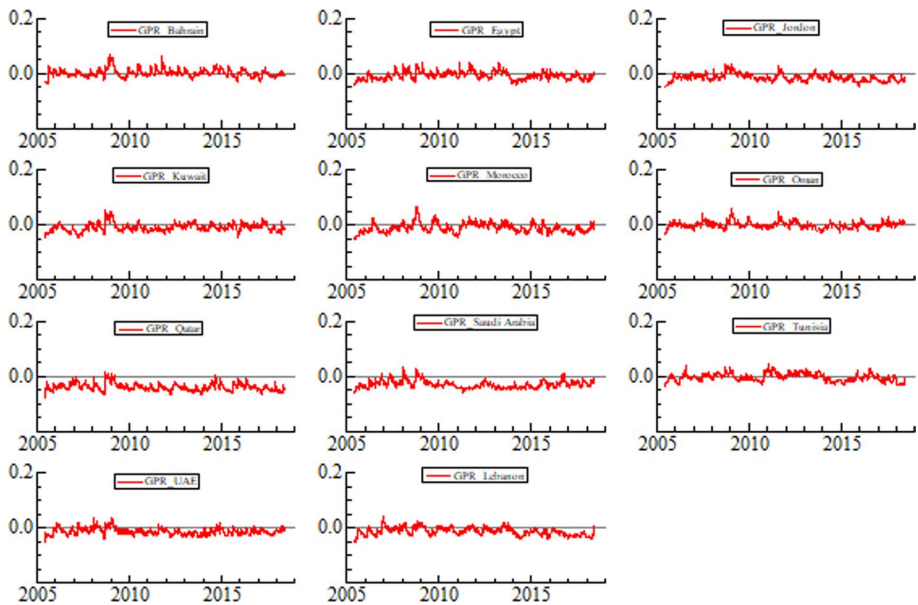 0.2 GPR_Bahrain 0.2 GPR_Egypt 0.2 GPR_Jordon
0.0 0.0 0.0
2005 2010 2015 2005 2010 2015 2005 2010 2015
0.2 GPR_Kuwait 0.2 GPR_Morocco 0.2 GPR_Oman
0.0 0.0 0.0
2005 2010 2015 2005 2010 2015 2005 2010 2015
0.2 GPR_Qatar 0.2 GPR_Saudi Arabia 0.2 GPR_Tunisia
0.0 0.0 0.0
2005 2010 2015 2005 2010 2015 2005 2010 2015
0.2 GPR_UAE 0.2 GPR_Lebanon
0.0 0.0
2005 2010 2015 2005 2010 2015